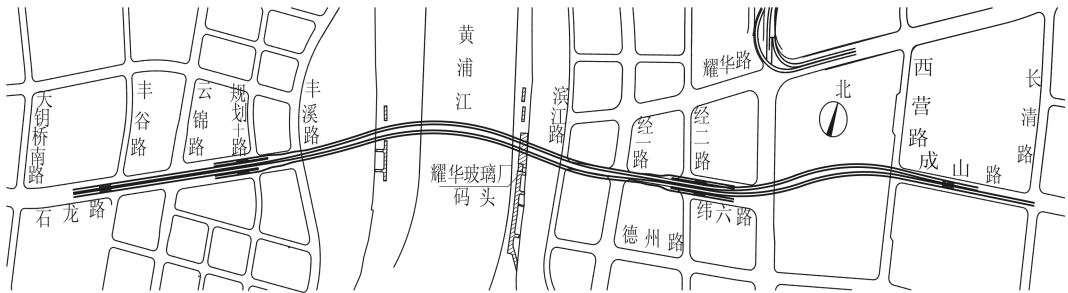 大钥桥南路
丰谷路
云锦路
规划十路
丰溪路
黄浦江
耀华玻璃厂
码头
滨江路
经一路
经二路
耀华路
北
西营路
长清路
成山路
石龙路
纬六路
德州路